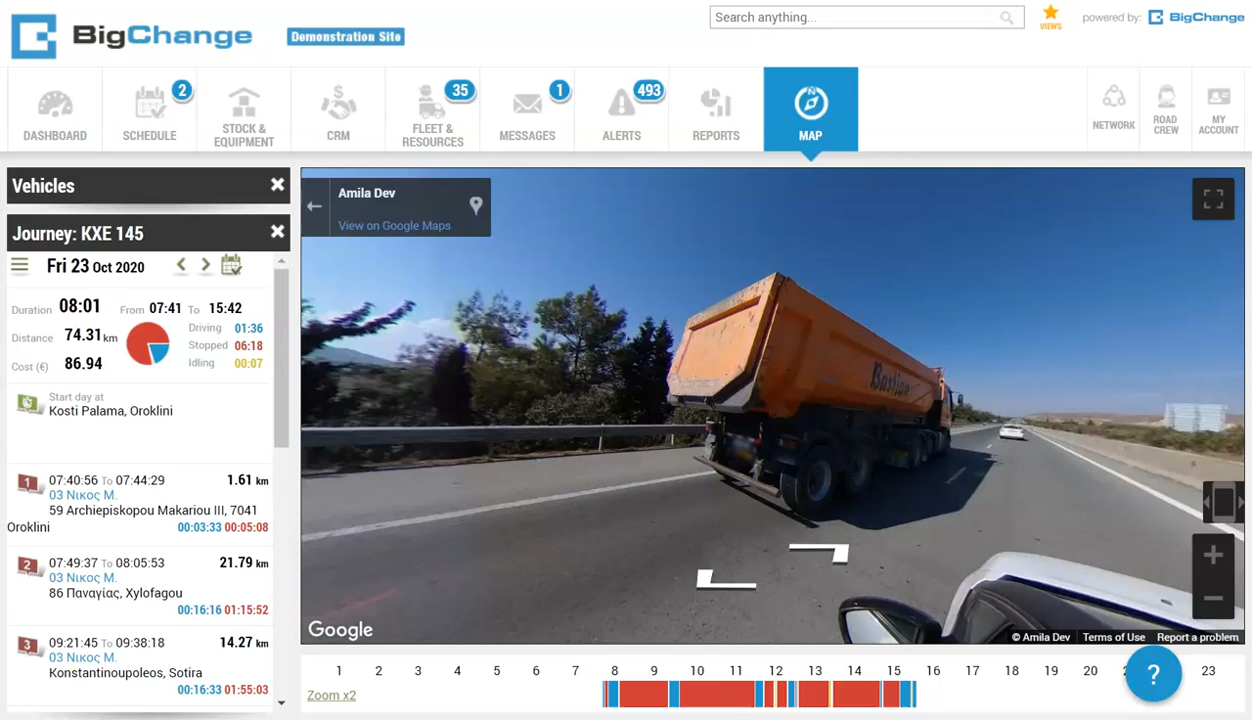 BigChange
Demonstration Site
Search anything...
VIEWS
powered by: BigChange
DASHBOARD
SCHEDULE 2
STOCK &
EQUIPMENT
CRM
FLEET &
RESOURCES 35
MESSAGES 1
ALERTS 493
REPORTS
N
MAP
NETWORK
ROAD
CREW
MY
ACCOUNT
Vehicles
Journey: KXE 145
Fri 23 Oct 2020
Duration 08:01 From 07:41 To 15:42
Distance 74.31 km
Cost (€) 86.94
Driving 01:36
Stopped 06:18
Idling 00:07
Start day at
Kosti Palama, Oroklini
1 07:40:56 To 07:44:29 1.61 km
03 Νικος Μ.
59 Archiepiskopou Makariou III, 7041
Oroklini 00:03:33 00:05:08
2 07:49:37 To 08:05:53 21.79 km
03 Νικος Μ.
86 Παναγίας, Xylofagou
00:16:16 01:15:52
3 09:21:45 To 09:38:18 14.27 km
03 Νικος Μ.
Konstantinoupoleos, Sotira
00:16:33 01:55:03
Amila Dev
View on Google Maps
Google
© Amila Dev Terms of Use Report a problem
1 2 3 4 5 6 7 8 9 10 11 12 13 14 15 16 17 18 19 20 23
Zoom x2
?